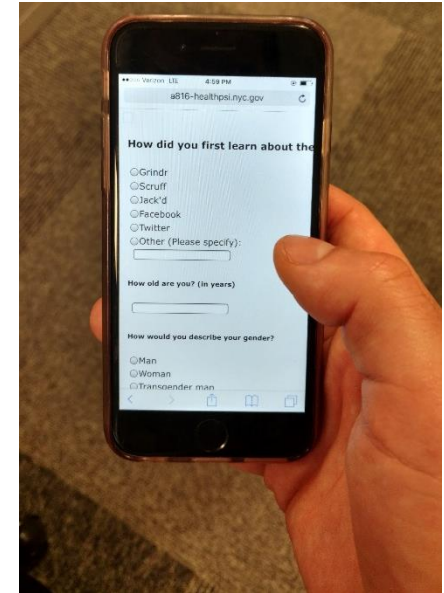 Verizon LTE 4:59 PM
a816-healthpsi.nyc.gov
How did you first learn about the
Grindr
Scruff
Jack'd
Facebook
Twitter
Other (Please specify):
How old are you? (in years)
How would you describe your gender?
Man
Woman
Transgender man